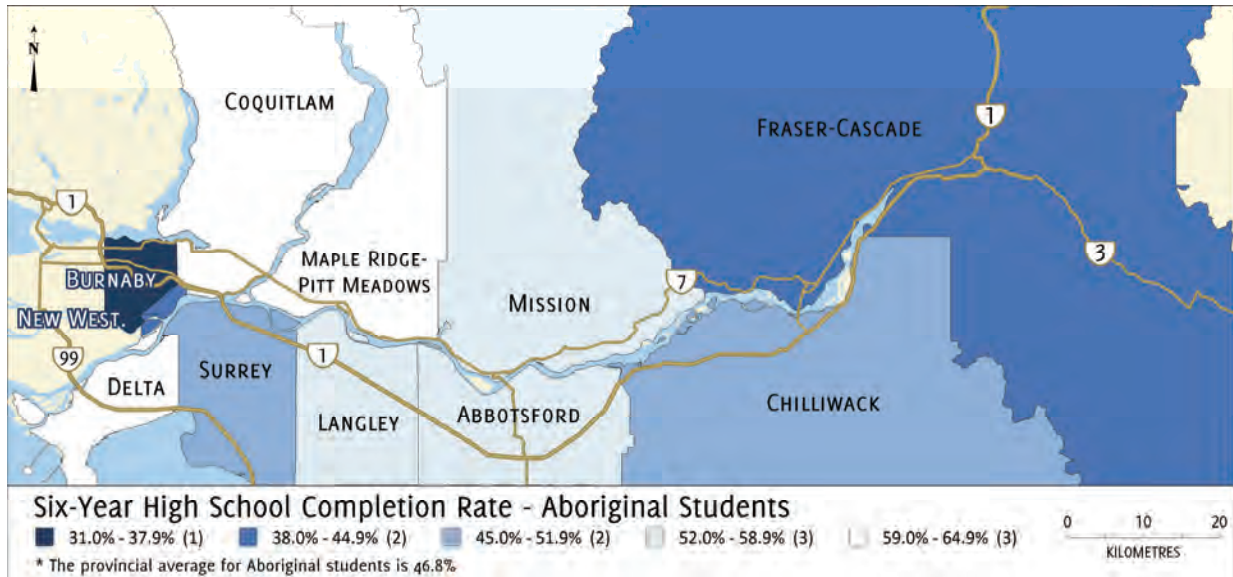 N
COQUITLAM
1
FRASER-CASCADE
1
BURNABY
MAPLE RIDGE-
PITT MEADOWS
3
7
MISSION
NEW WEST.
99
DELTA
SURREY
1
LANGLEY
ABBOTSFORD
CHILLIWACK
Six-Year High School Completion Rate - Aboriginal Students
31.0% - 37.9% (1) 38.0% - 44.9% (2) 45.0% - 51.9% (2) 52.0% - 58.9% (3) 59.0% - 64.9% (3)
0 10 20
KILOMETRES
* The provincial average for Aboriginal students is 46.8%